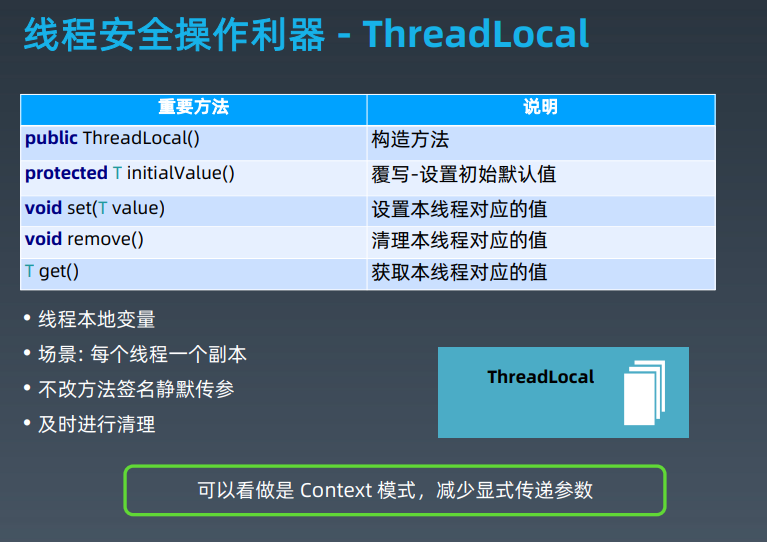 线程安全操作利器 - ThreadLocal
重要方法 说明
public ThreadLocal() 构造方法
protected T initialValue() 覆写-设置初始默认值
void set(T value) 设置本线程对应的值
void remove() 清理本线程对应的值
T get() 获取本线程对应的值
• 线程本地变量
• 场景: 每个线程一个副本
• 不改方法签名静默传参
• 及时进行清理
ThreadLocal
可以看做是 Context 模式，减少显式传递参数